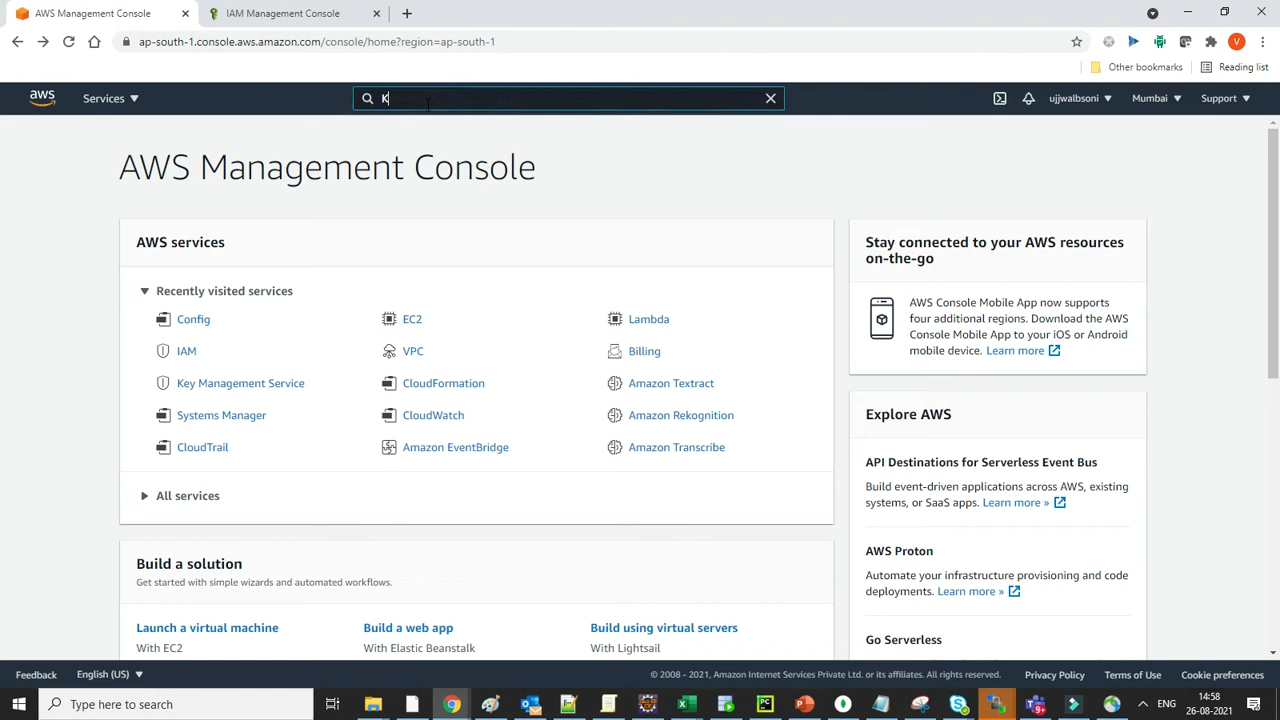 AWS Management Console
IAM Management Console
ap-south-1.console.aws.amazon.com/console/home?region=ap-south-1
V
Other bookmarks
Reading list
aws
Services
K
ujjwalbsoni
Mumbai
Support
AWS Management Console
AWS services
Recently visited services
Config
EC2
Lambda
IAM
VPC
Billing
Key Management Service
CloudFormation
Amazon Textract
Systems Manager
CloudWatch
Amazon Rekognition
CloudTrail
Amazon EventBridge
Amazon Transcribe
All services
Build a solution
Get started with simple wizards and automated workflows.
Launch a virtual machine
Build a web app
Build using virtual servers
With EC2
With Elastic Beanstalk
With Lightsail
Stay connected to your AWS resources
on-the-go
AWS Console Mobile App now supports
four additional regions. Download the AWS
Console Mobile App to your iOS or Android
mobile device. Learn more
Explore AWS
API Destinations for Serverless Event Bus
Build event-driven applications across AWS, existing
systems, or SaaS apps. Learn more »
AWS Proton
Automate your infrastructure provisioning and code
deployments. Learn more »
Go Serverless
Feedback
English (US)
© 2008 - 2021, Amazon Internet Services Private Ltd. or its affiliates. All rights reserved.
Privacy Policy
Terms of Use
Cookie preferences
Type here to search
ENG
14:58
26-08-2021